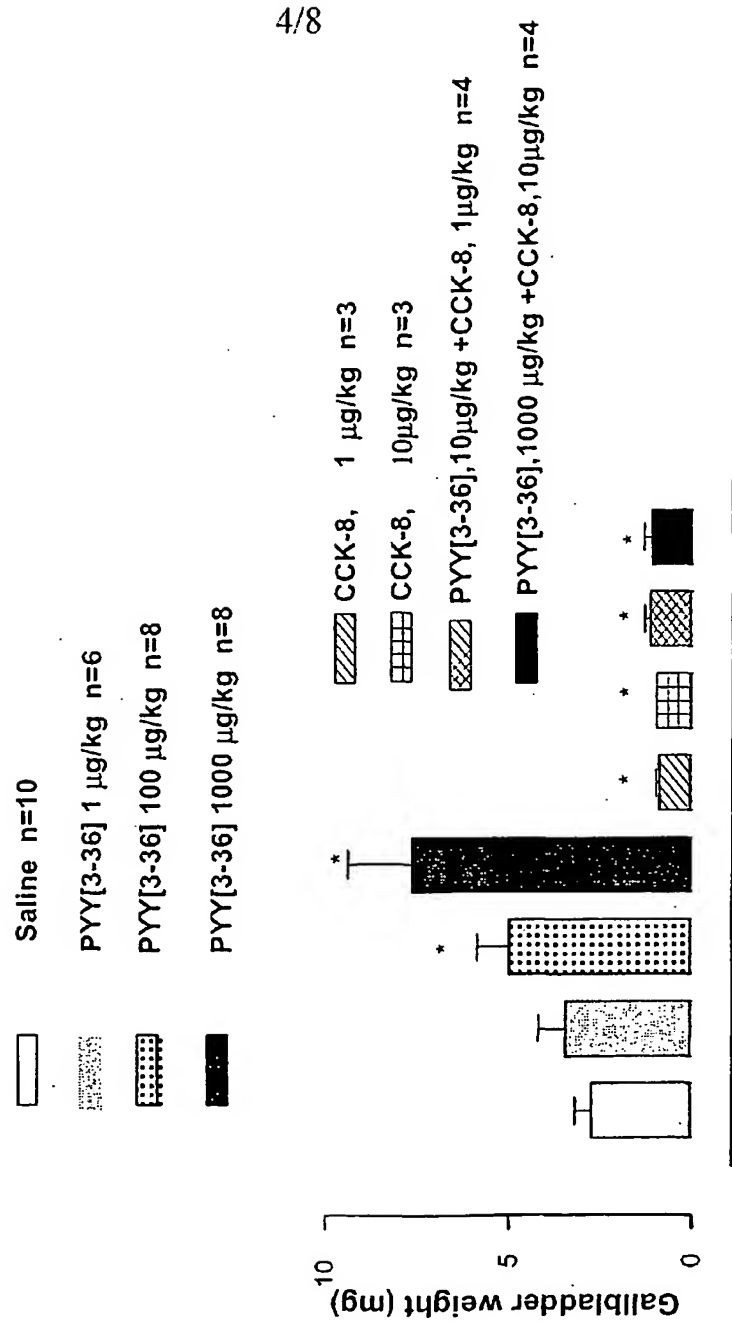 4/8
Saline n=10
PYY[3-36] 1 µg/kg n=6
PYY[3-36] 100 µg/kg n=8
PYY[3-36] 1000 µg/kg n=8
CCK-8, 1 µg/kg n=3
CCK-8, 10µg/kg n=3
PYY[3-36],10µg/kg +CCK-8, 1µg/kg n=4
PYY[3-36],1000 µg/kg +CCK-8,10µg/kg n=4
Gallbladder weight (mg)
10
5
0
*
*
*
*
*
*